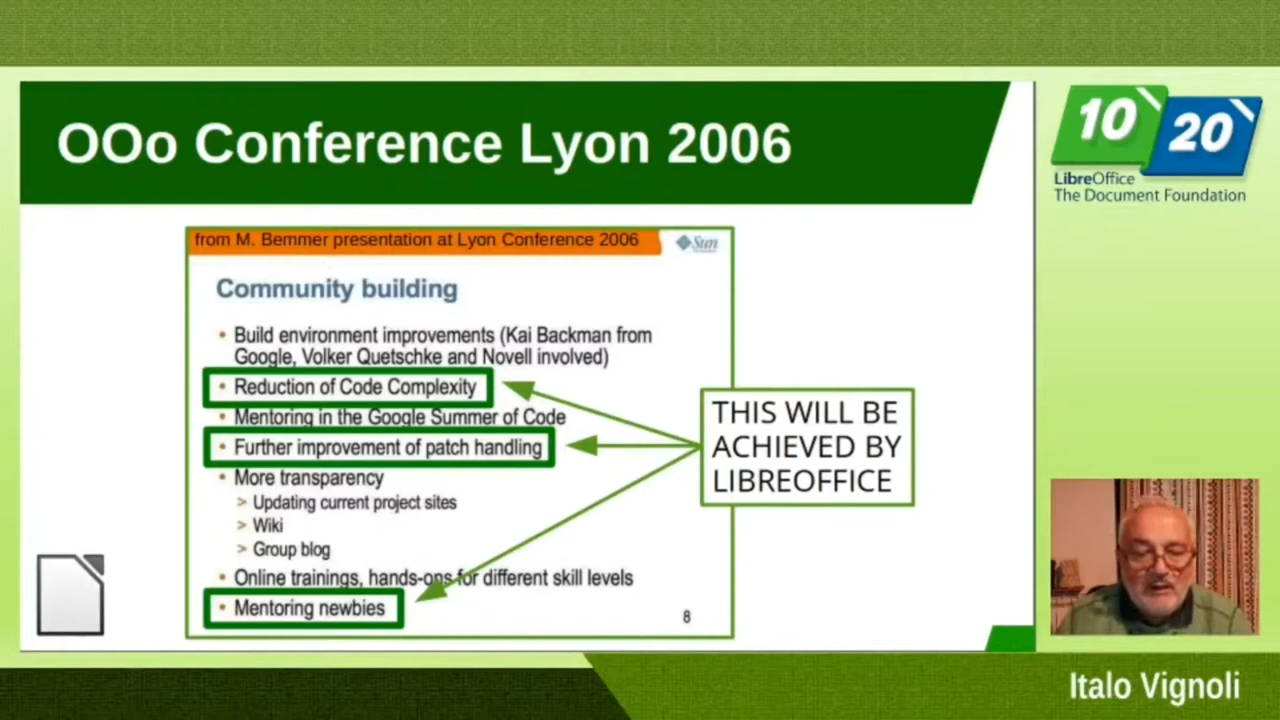 OOo Conference Lyon 2006
10
20
LibreOffice
The Document Foundation
from M. Bemmer presentation at Lyon Conference 2006
Sun
Community building
• Build environment improvements (Kai Backman from
Google, Volker Quetschke and Novell involved)
• Reduction of Code Complexity
• Mentoring in the Google Summer of Code
• Further improvement of patch handling
• More transparency
> Updating current project sites
> Wiki
> Group blog
• Online trainings, hands-ons for different skill levels
• Mentoring newbies
8
THIS WILL BE
ACHIEVED BY
LIBREOFFICE
Italo Vignoli